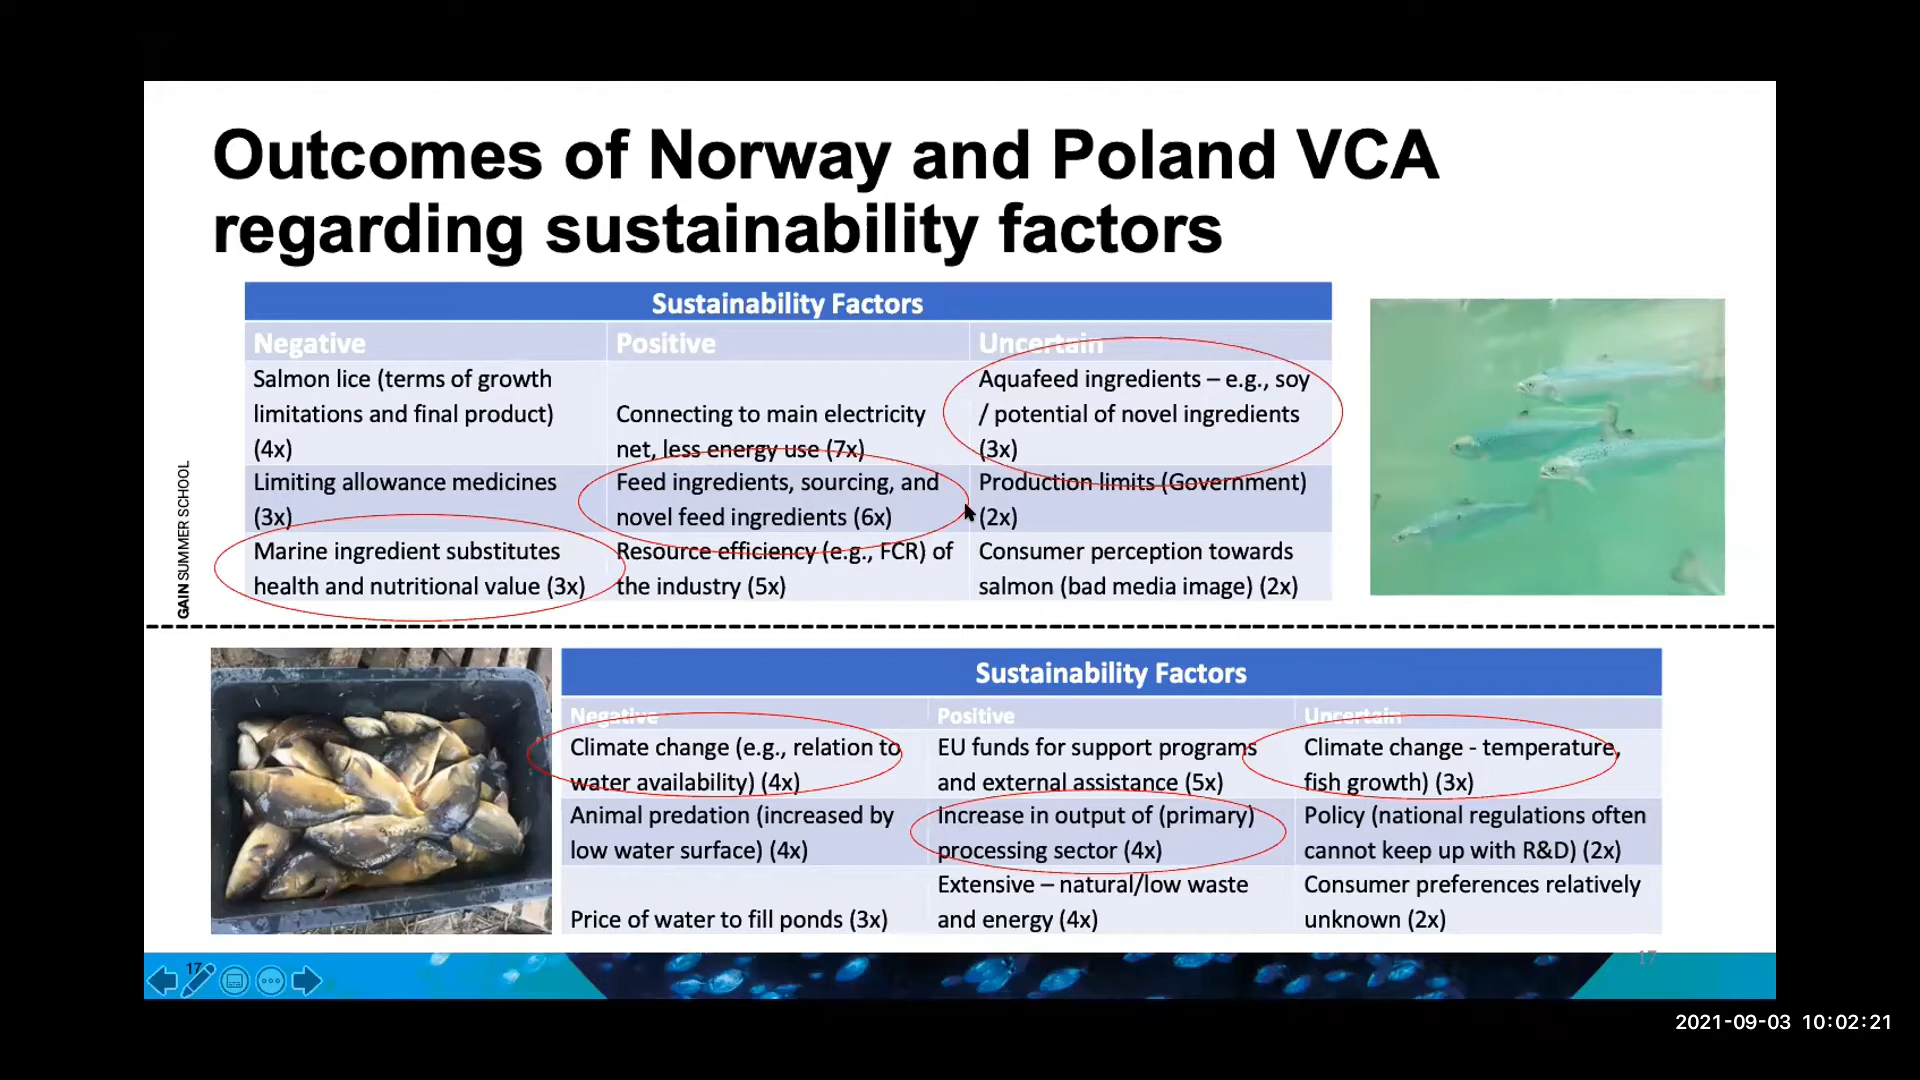 Outcomes of Norway and Poland VCA
regarding sustainability factors
Sustainability Factors
Negative
Positive
Uncertain
Salmon lice (terms of growth
limitations and final product)
(4x)
Connecting to main electricity
net, less energy use (7x)
Aquafeed ingredients – e.g., soy
/ potential of novel ingredients
(3x)
Limiting allowance medicines
(3x)
Feed ingredients, sourcing, and
novel feed ingredients (6x)
Production limits (Government)
(2x)
Marine ingredient substitutes
health and nutritional value (3x)
Resource efficiency (e.g., FCR) of
the industry (5x)
Consumer perception towards
salmon (bad media image) (2x)
GAIN SUMMER SCHOOL
Sustainability Factors
Negative
Positive
Uncertain
Climate change (e.g., relation to
water availability) (4x)
EU funds for support programs
and external assistance (5x)
Climate change - temperature,
fish growth) (3x)
Animal predation (increased by
low water surface) (4x)
Increase in output of (primary)
processing sector (4x)
Policy (national regulations often
cannot keep up with R&D) (2x)
Price of water to fill ponds (3x)
Extensive – natural/low waste
and energy (4x)
Consumer preferences relatively
unknown (2x)
17
17
2021-09-03 10:02:21